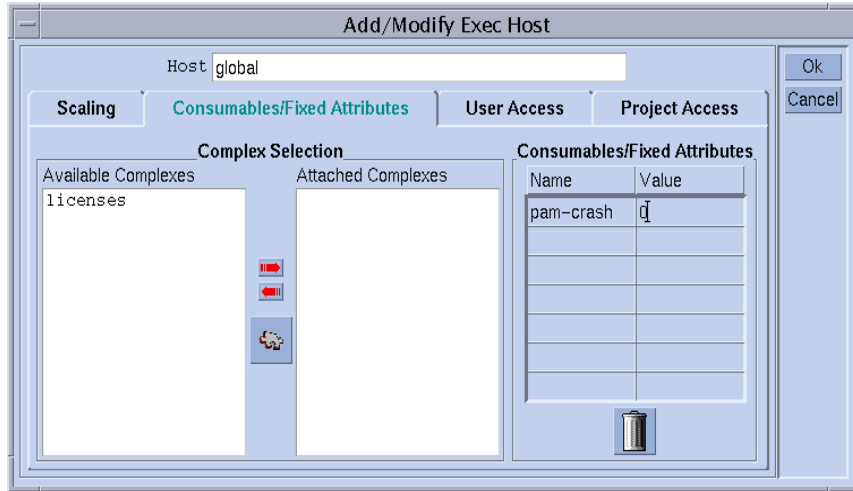 Add/Modify Exec Host
Host global
Ok
Cancel
Scaling
Consumables/Fixed Attributes
User Access
Project Access
Complex Selection
Available Complexes
Attached Complexes
licenses
Consumables/Fixed Attributes
Name Value
pam-crash 0